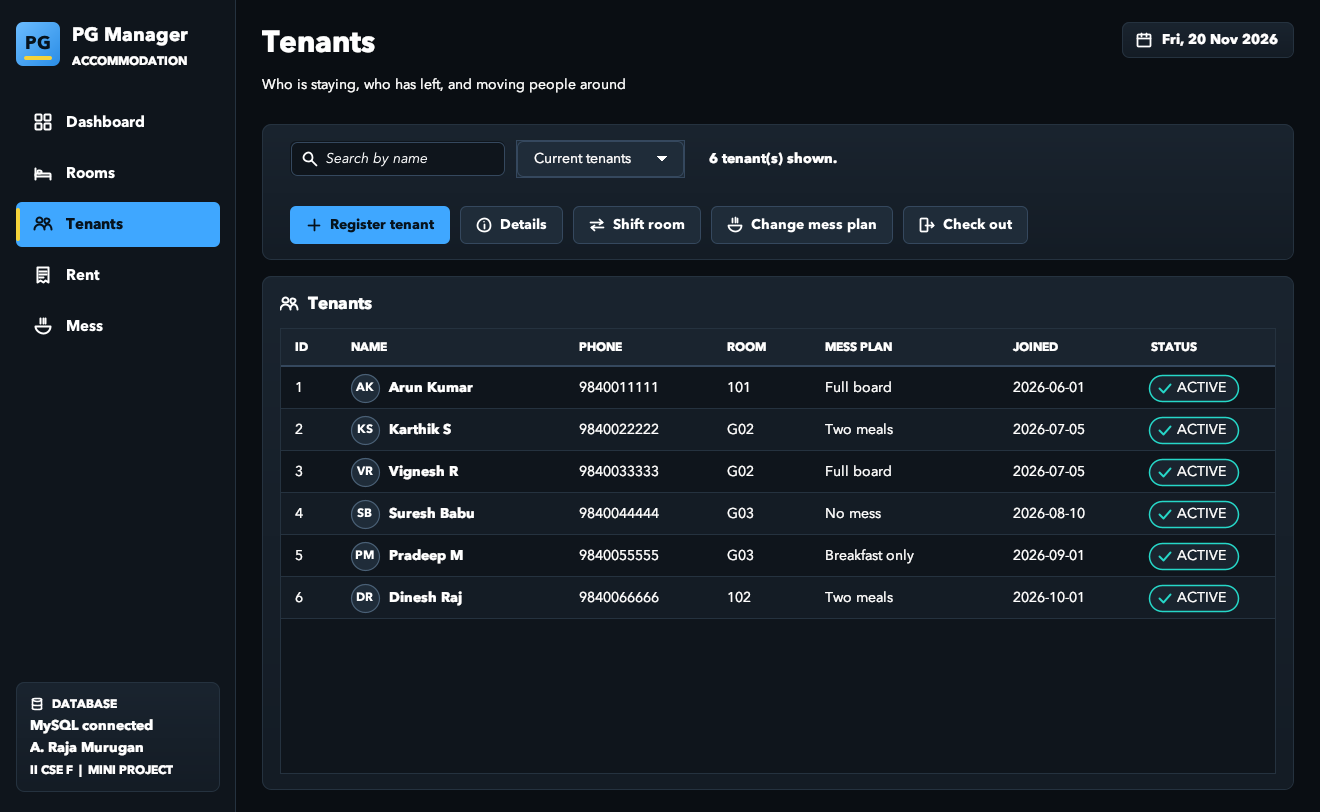 PG
PG Manager
ACCOMMODATION
Dashboard
Rooms
Tenants
Rent
Mess
DATABASE
MySQL connected
A. Raja Murugan
II CSE F | MINI PROJECT
Tenants
Fri, 20 Nov 2026
Who is staying, who has left, and moving people around
Search by name
Current tenants
6 tenant(s) shown.
Register tenant
Details
Shift room
Change mess plan
Check out
Tenants
ID NAME PHONE ROOM MESS PLAN JOINED STATUS
1 AK Arun Kumar 9840011111 101 Full board 2026-06-01 ACTIVE
2 KS Karthik S 9840022222 G02 Two meals 2026-07-05 ACTIVE
3 VR Vignesh R 9840033333 G02 Full board 2026-07-05 ACTIVE
4 SB Suresh Babu 9840044444 G03 No mess 2026-08-10 ACTIVE
5 PM Pradeep M 9840055555 G03 Breakfast only 2026-09-01 ACTIVE
6 DR Dinesh Raj 9840066666 102 Two meals 2026-10-01 ACTIVE